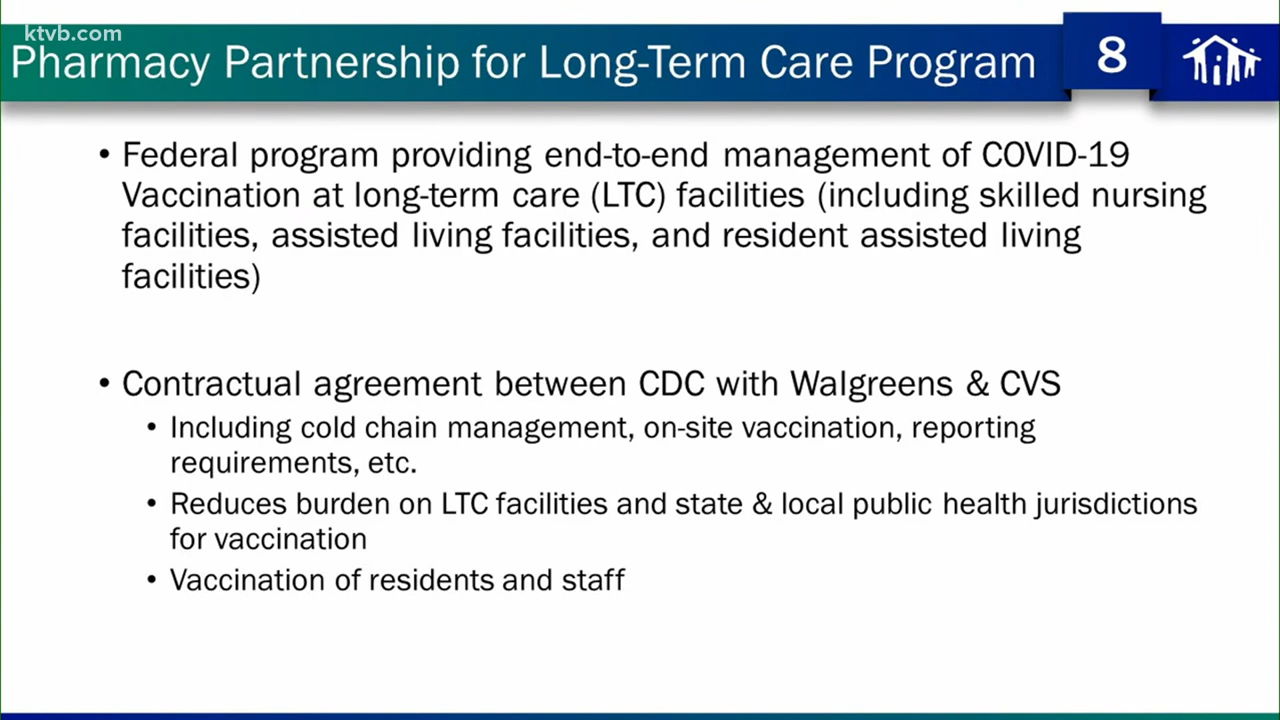 ktvb.com
Pharmacy Partnership for Long-Term Care Program
8
• Federal program providing end-to-end management of COVID-19
Vaccination at long-term care (LTC) facilities (including skilled nursing
facilities, assisted living facilities, and resident assisted living
facilities)
• Contractual agreement between CDC with Walgreens & CVS
• Including cold chain management, on-site vaccination, reporting
requirements, etc.
• Reduces burden on LTC facilities and state & local public health jurisdictions
for vaccination
• Vaccination of residents and staff